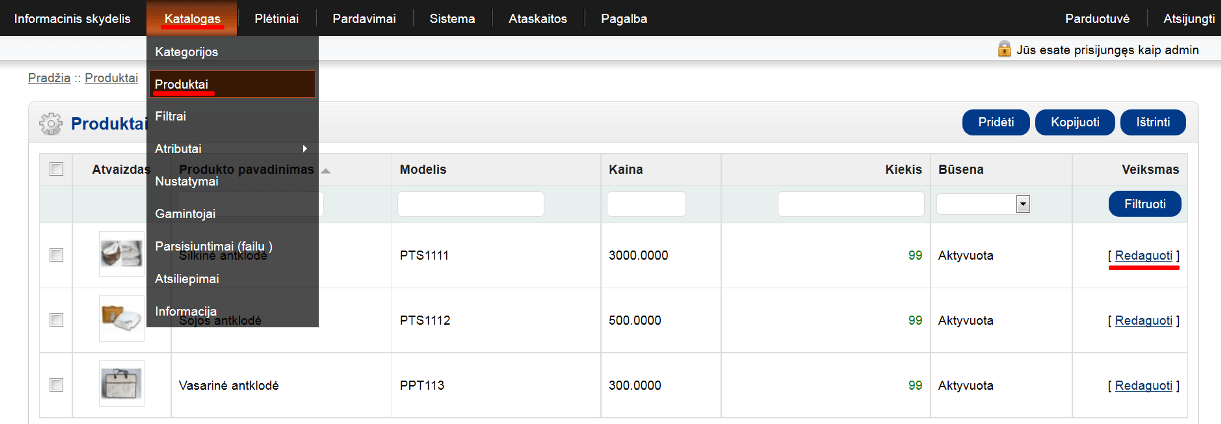 Informacinis skydelis Katalogas Plėtiniai Pardavimai Sistema Ataskaitos Pagalba Parduotuvė Atsijungti
Jūs esate prisijungęs kaip admin
Pradžia :: Produktai
Kategorijos
Produktai
Filtrai
Atributai
Nustatymai
Gamintojai
Parsisiuntimai (failu )
Atsiliepimai
Informacija
Produktai Pridėti Kopijuoti Ištrinti
Atvaizdas Produkto pavadinimas Modelis Kaina Kiekis Būsena Veiksmas
Filtruoti
Silkinė antklodė PTS1111 3000.0000 99 Aktyvuota [ Redaguoti ]
Sojos antklodė PTS1112 500.0000 99 Aktyvuota [ Redaguoti ]
Vasarinė antklodė PPT113 300.0000 99 Aktyvuota [ Redaguoti ]